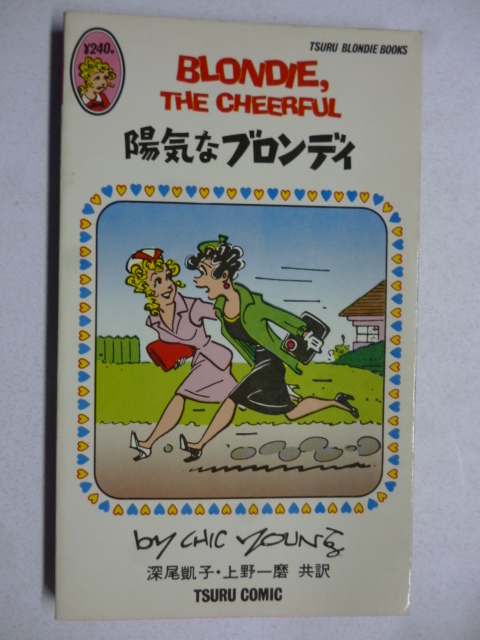 ¥240.
TSURU BLONDIE BOOKS
BLONDIE,
THE CHEERFUL
陽気なブロンディ
by CHIC YOUNG
深尾凱子・上野一磨 共訳
TSURU COMIC